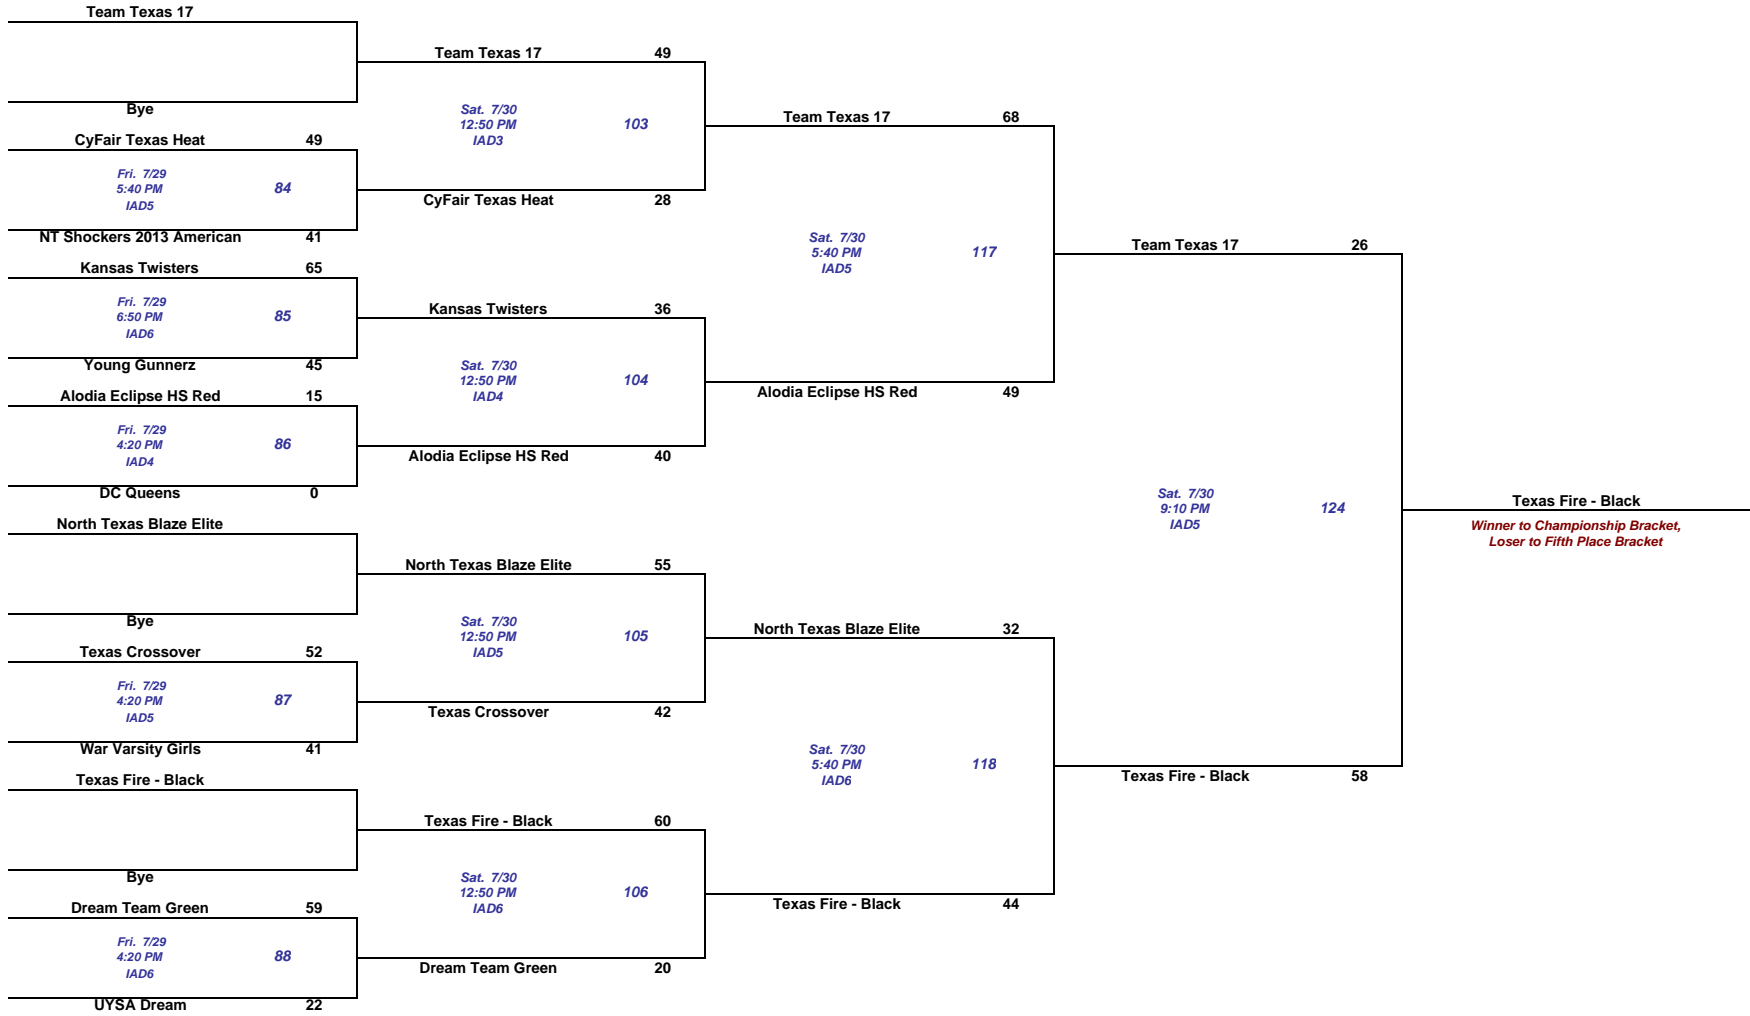 Team Texas 17
Bye
CyFair Texas Heat 49
Fri. 7/29
5:40 PM
IAD5
84
NT Shockers 2013 American 41
Kansas Twisters 65
Fri. 7/29
6:50 PM
IAD6
85
Young Gunnerz 45
Alodia Eclipse HS Red 15
Fri. 7/29
4:20 PM
IAD4
86
DC Queens 0
North Texas Blaze Elite
Bye
Texas Crossover 52
Fri. 7/29
4:20 PM
IAD5
87
War Varsity Girls 41
Texas Fire - Black
Bye
Dream Team Green 59
Fri. 7/29
4:20 PM
IAD6
88
UYSA Dream 22
Team Texas 17 49
Sat. 7/30
12:50 PM
IAD3
103
CyFair Texas Heat 28
Kansas Twisters 36
Sat. 7/30
12:50 PM
IAD4
104
Alodia Eclipse HS Red 40
North Texas Blaze Elite 55
Sat. 7/30
12:50 PM
IAD5
105
Texas Crossover 42
Texas Fire - Black 60
Sat. 7/30
12:50 PM
IAD6
106
Dream Team Green 20
Team Texas 17 68
Sat. 7/30
5:40 PM
IAD5
117
Alodia Eclipse HS Red 49
North Texas Blaze Elite 32
Sat. 7/30
5:40 PM
IAD6
118
Texas Fire - Black 44
Team Texas 17 26
Sat. 7/30
9:10 PM
IAD5
124
Texas Fire - Black 58
Texas Fire - Black
Winner to Championship Bracket,
Loser to Fifth Place Bracket